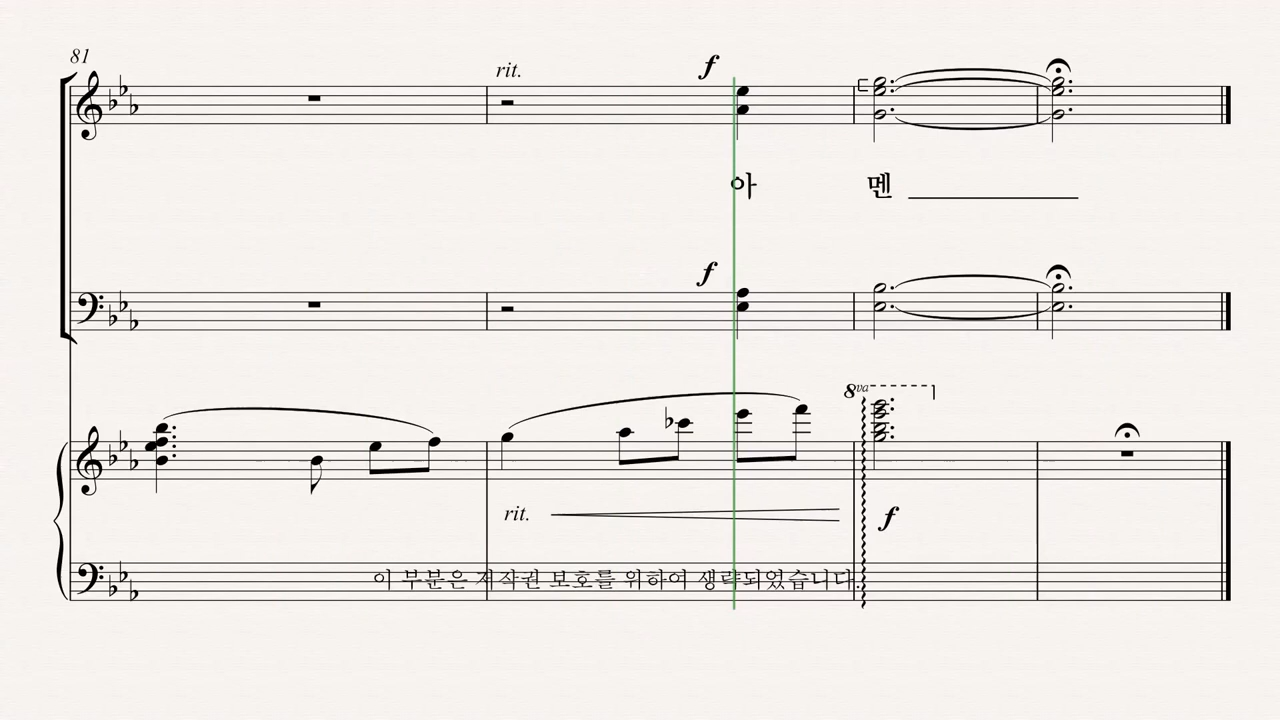 81
rit.
f
아 멘
f
8va
rit.
f
이 부분은 저작권 보호를 위하여 생략되었습니다.